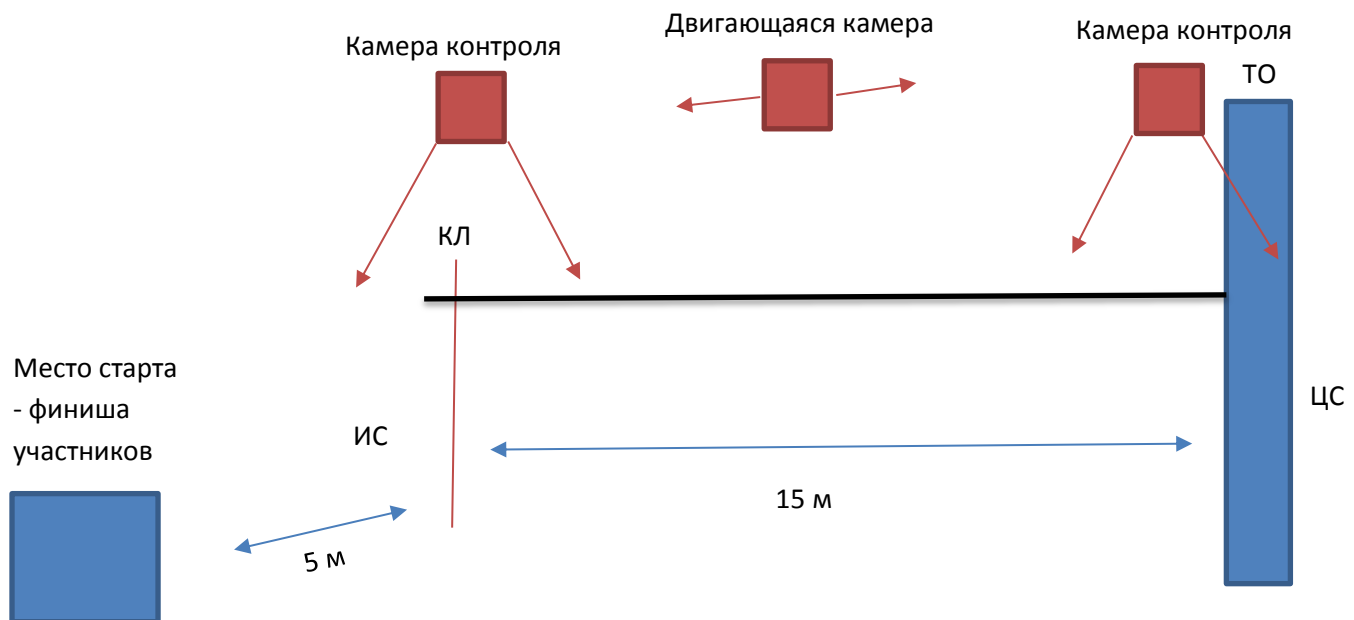 Камера контроля
Двигающаяся камера
Камера контроля
ТО
КЛ
Место старта
- финиша
участников
ИС
ЦС
15 м
5 м